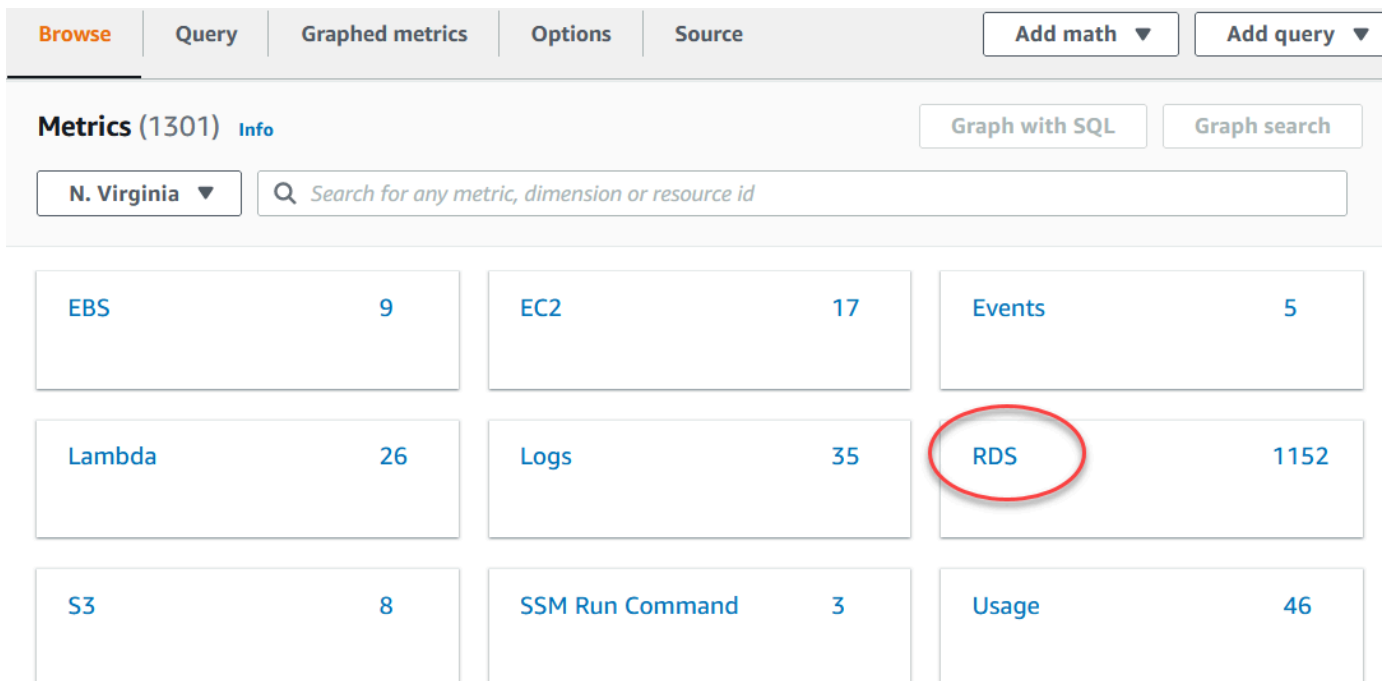 Browse Query Graphed metrics Options Source Add math Add query
Metrics (1301) Info Graph with SQL Graph search
N. Virginia Search for any metric, dimension or resource id
EBS 9 EC2 17 Events 5
Lambda 26 Logs 35 RDS 1152
S3 8 SSM Run Command 3 Usage 46